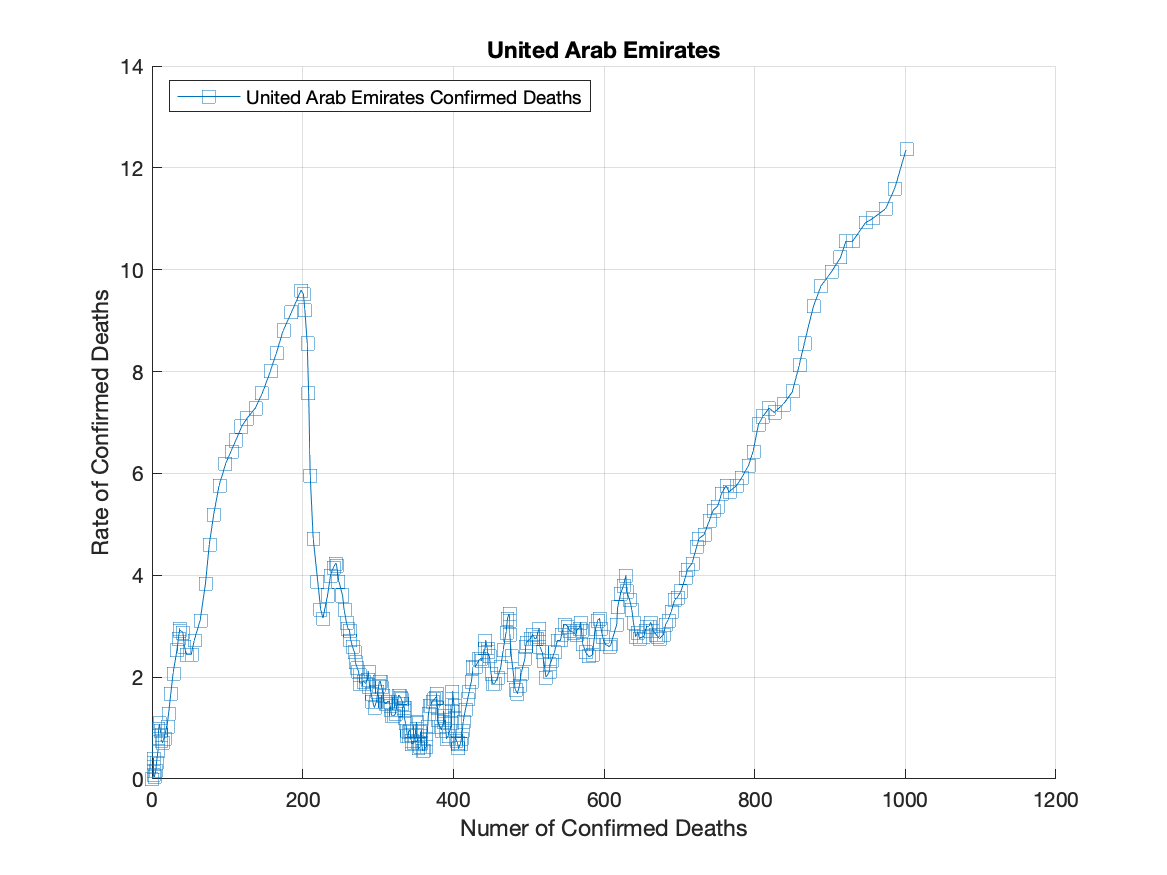 United Arab Emirates
14
United Arab Emirates Confirmed Deaths
12
10
8
6
4
2
0
Rate of Confirmed Deaths
0 200 400 600 800 1000 1200
Numer of Confirmed Deaths